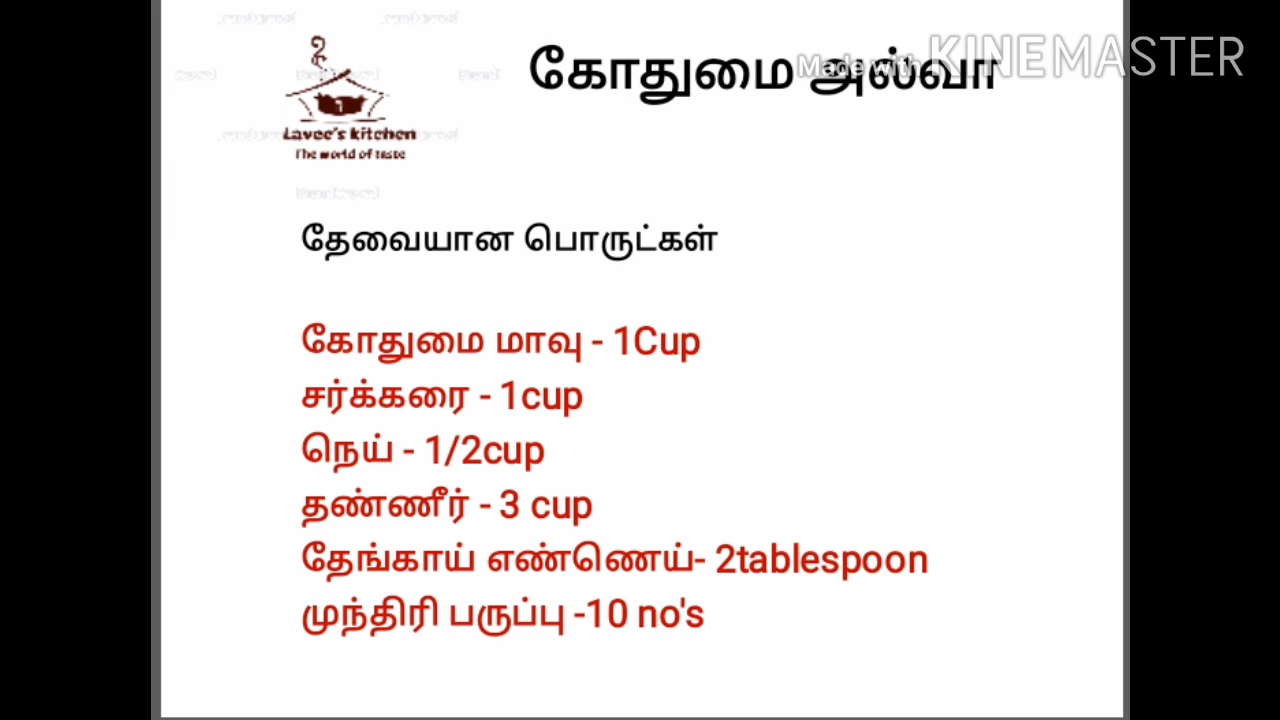 கோதுமை அல்வா
Made with KINEMASTER
Lavee's kitchen
The world of taste
தேவையான பொருட்கள்
கோதுமை மாவு - 1Cup
சர்க்கரை - 1cup
நெய் - 1/2cup
தண்ணீர் - 3 cup
தேங்காய் எண்ணெய்- 2tablespoon
முந்திரி பருப்பு -10 no's